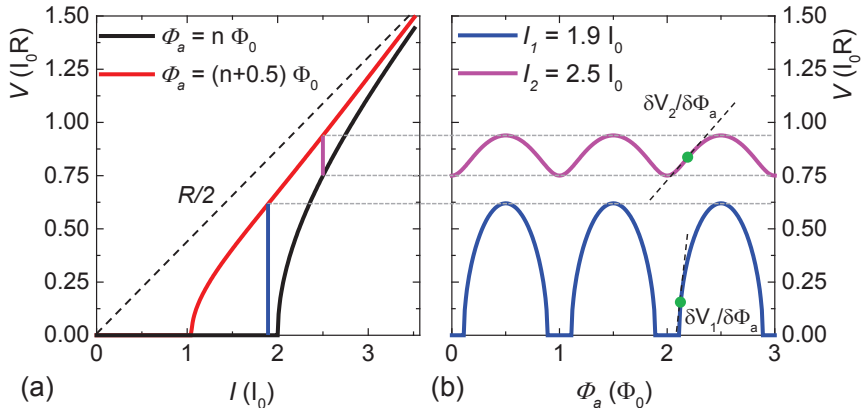 1.50
1.25
1.00
0.75
0.50
0.25
0.00
V (I₀R)
Φₐ = n Φ₀
Φₐ = (n+0.5) Φ₀
R/2
0
1
2
3
I (I₀)
(a)
I₁ = 1.9 I₀
I₂ = 2.5 I₀
δV₂/δΦₐ
δV₁/δΦₐ
0
1
2
3
Φₐ (Φ₀)
(b)
1.50
1.25
1.00
0.75
0.50
0.25
0.00
V (I₀R)